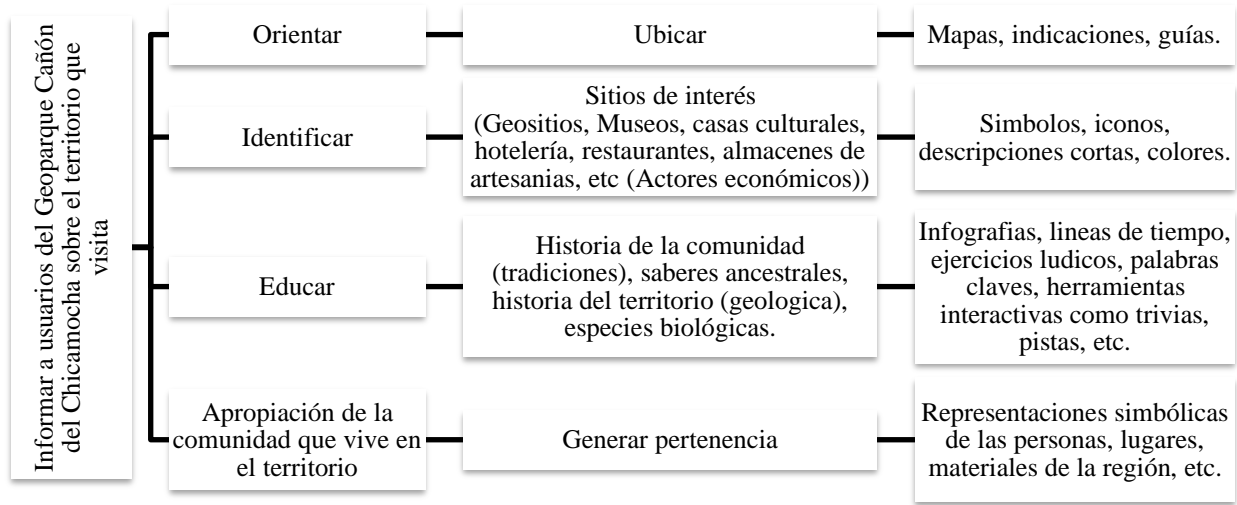 Informar a usuarios del Geoparque Cañón
del Chicamocha sobre el territorio que
visita
Orientar
Ubicar
Mapas, indicaciones, guías.
Identificar
Sitios de interés
(Geositios, Museos, casas culturales,
hotelería, restaurantes, almacenes de
artesanias, etc (Actores económicos))
Simbolos, iconos,
descripciones cortas, colores.
Educar
Historia de la comunidad
(tradiciones), saberes ancestrales,
historia del territorio (geologica),
especies biológicas.
Infografias, lineas de tiempo,
ejercicios ludicos, palabras
claves, herramientas
interactivas como trivias,
pistas, etc.
Apropiación de la
comunidad que vive en
el territorio
Generar pertenencia
Representaciones simbólicas
de las personas, lugares,
materiales de la región, etc.